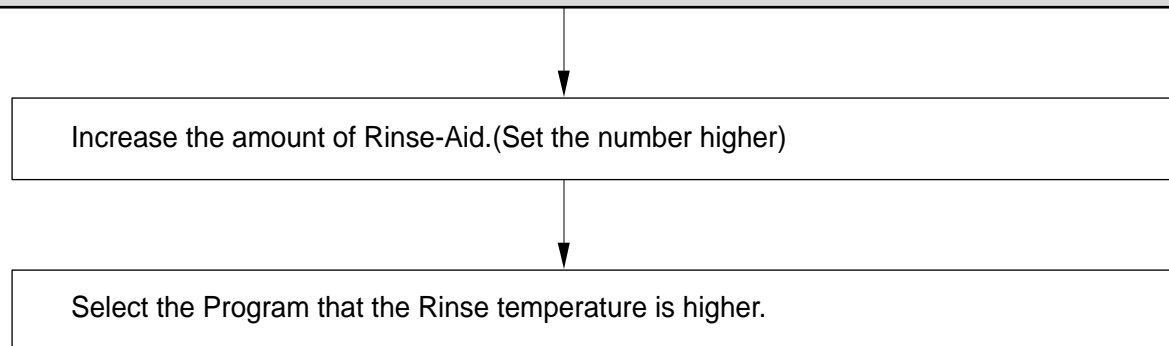 Increase the amount of Rinse-Aid.(Set the number higher)
Select the Program that the Rinse temperature is higher.